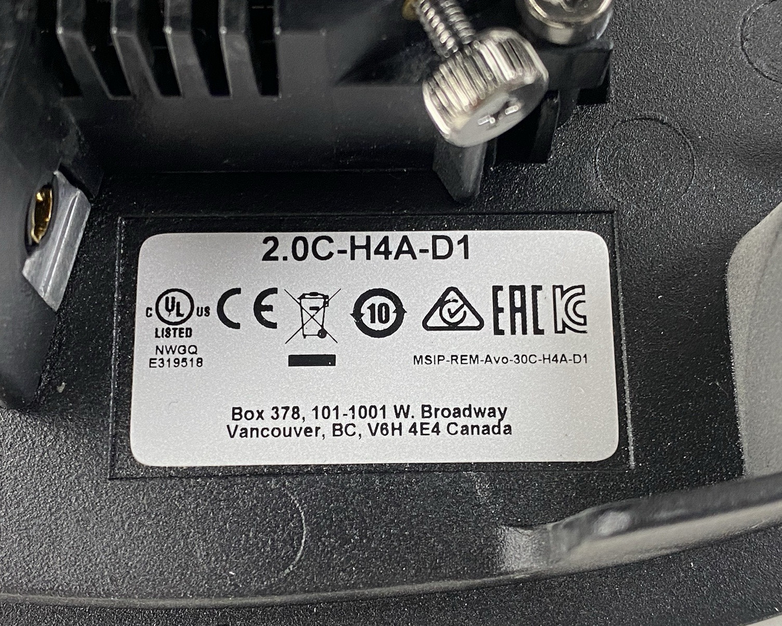 2.0C-H4A-D1
C UL US CE 10 EAC KC
LISTED
NWGQ
E319518
MSIP-REM-Avo-30C-H4A-D1
Box 378, 101-1001 W. Broadway
Vancouver, BC, V6H 4E4 Canada